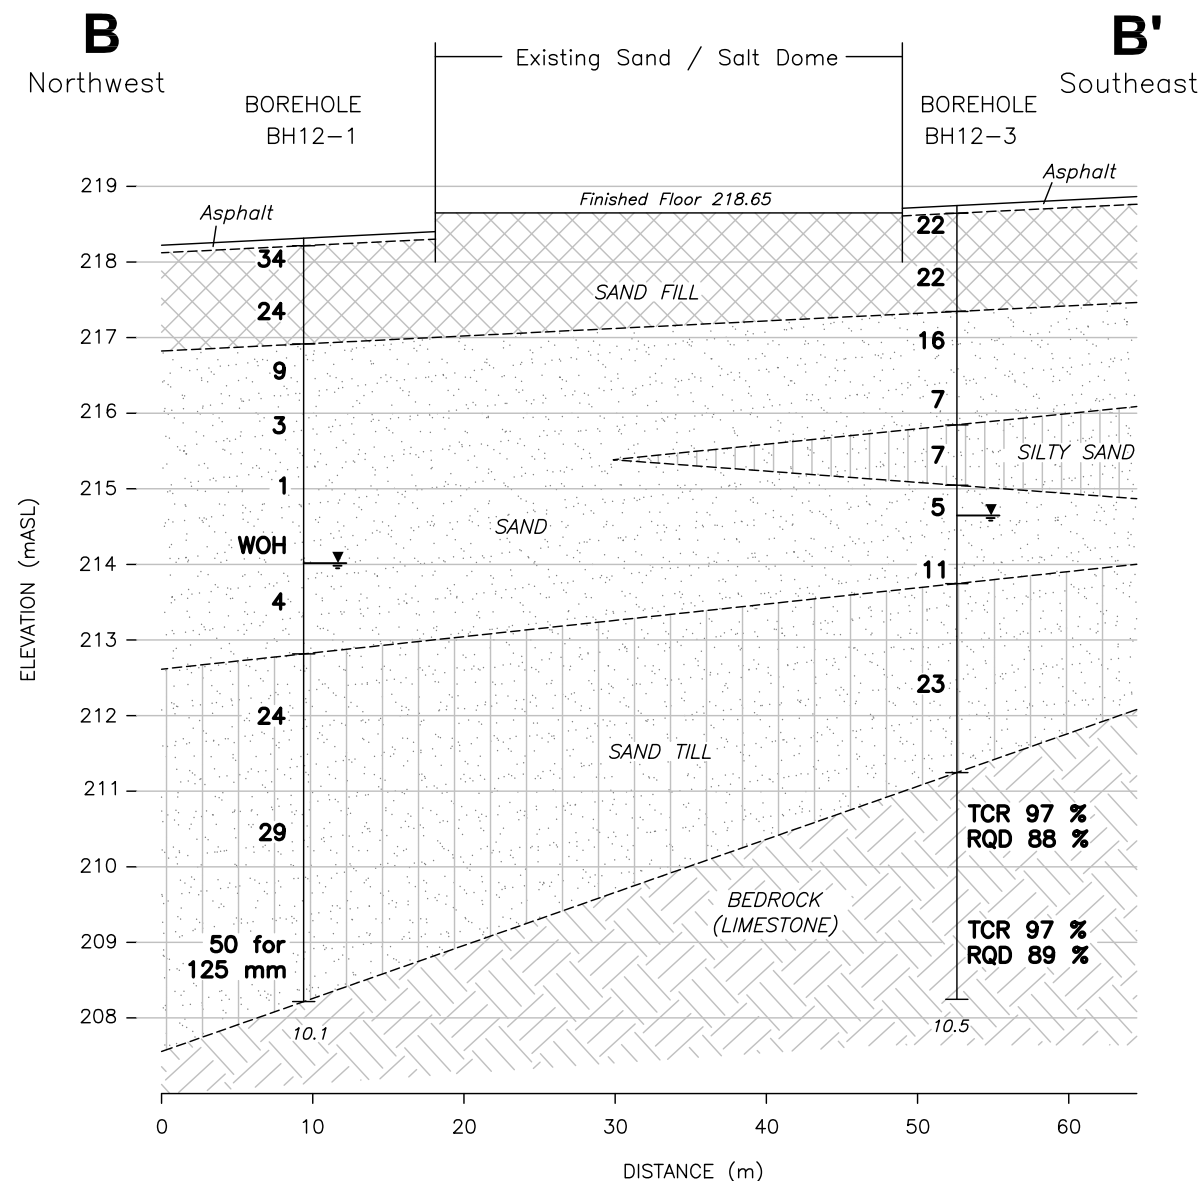 B
B'
Northwest
Existing Sand / Salt Dome
Southeast
BOREHOLE
BH12-1
BOREHOLE
BH12-3
Asphalt
Asphalt
Finished Floor 218.65
219
218
217
216
215
214
213
212
211
210
209
208
ELEVATION (mASL)
34
24
9
3
1
WOH
4
24
29
50 for
125 mm
10.1
SAND FILL
SAND
SILTY SAND
SAND TILL
BEDROCK
(LIMESTONE)
22
22
16
7
7
5
11
23
TCR 97 %
RQD 88 %
TCR 97 %
RQD 89 %
10.5
0 10 20 30 40 50 60
DISTANCE (m)